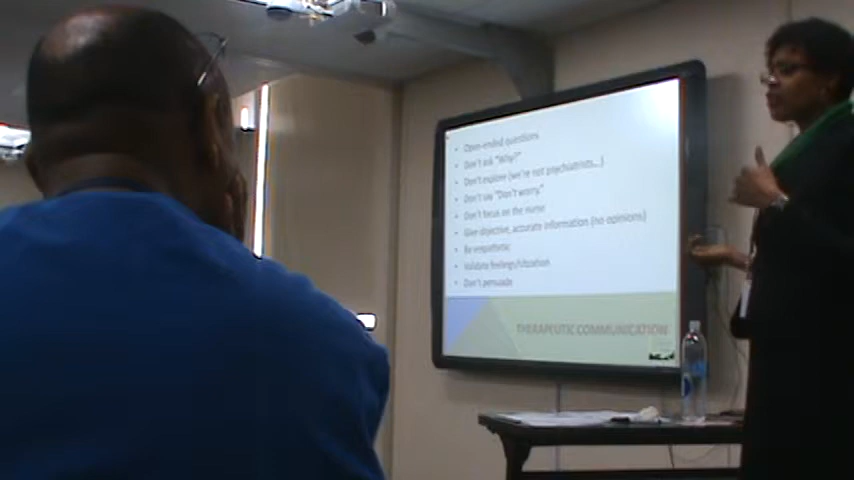 • Open-ended questions
• Don't ask "Why?"
• Don't explore (we're not psychiatrists...)
• Don't say "Don't worry."
• Don't focus on the nurse
• Give objective, accurate information (no opinions)
• Be empathetic
• Validate feelings/situation
• Don't persuade
THERAPEUTIC COMMUNICATION